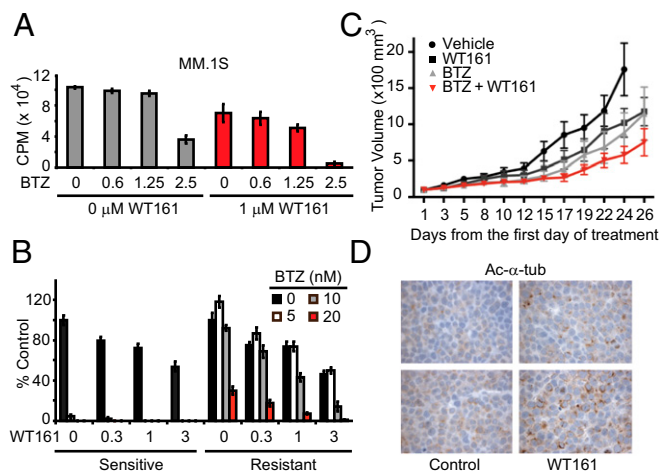 A
MM.1S
CPM (x 10⁴)
10
8
4
0
BTZ 0 0.6 1.25 2.5 0 0.6 1.25 2.5
0 μM WT161 1 μM WT161
B
BTZ (nM)
0 10
5 20
% Control
120
80
40
0
WT161 0 0.3 1 3 0 0.3 1 3
Sensitive Resistant
C
Vehicle
WT161
BTZ
BTZ + WT161
Tumor Volume (x100 mm³)
20
15
10
5
0
1 3 5 8 10 12 15 17 19 22 24 26
Days from the first day of treatment
D
Ac-α-tub
Control WT161